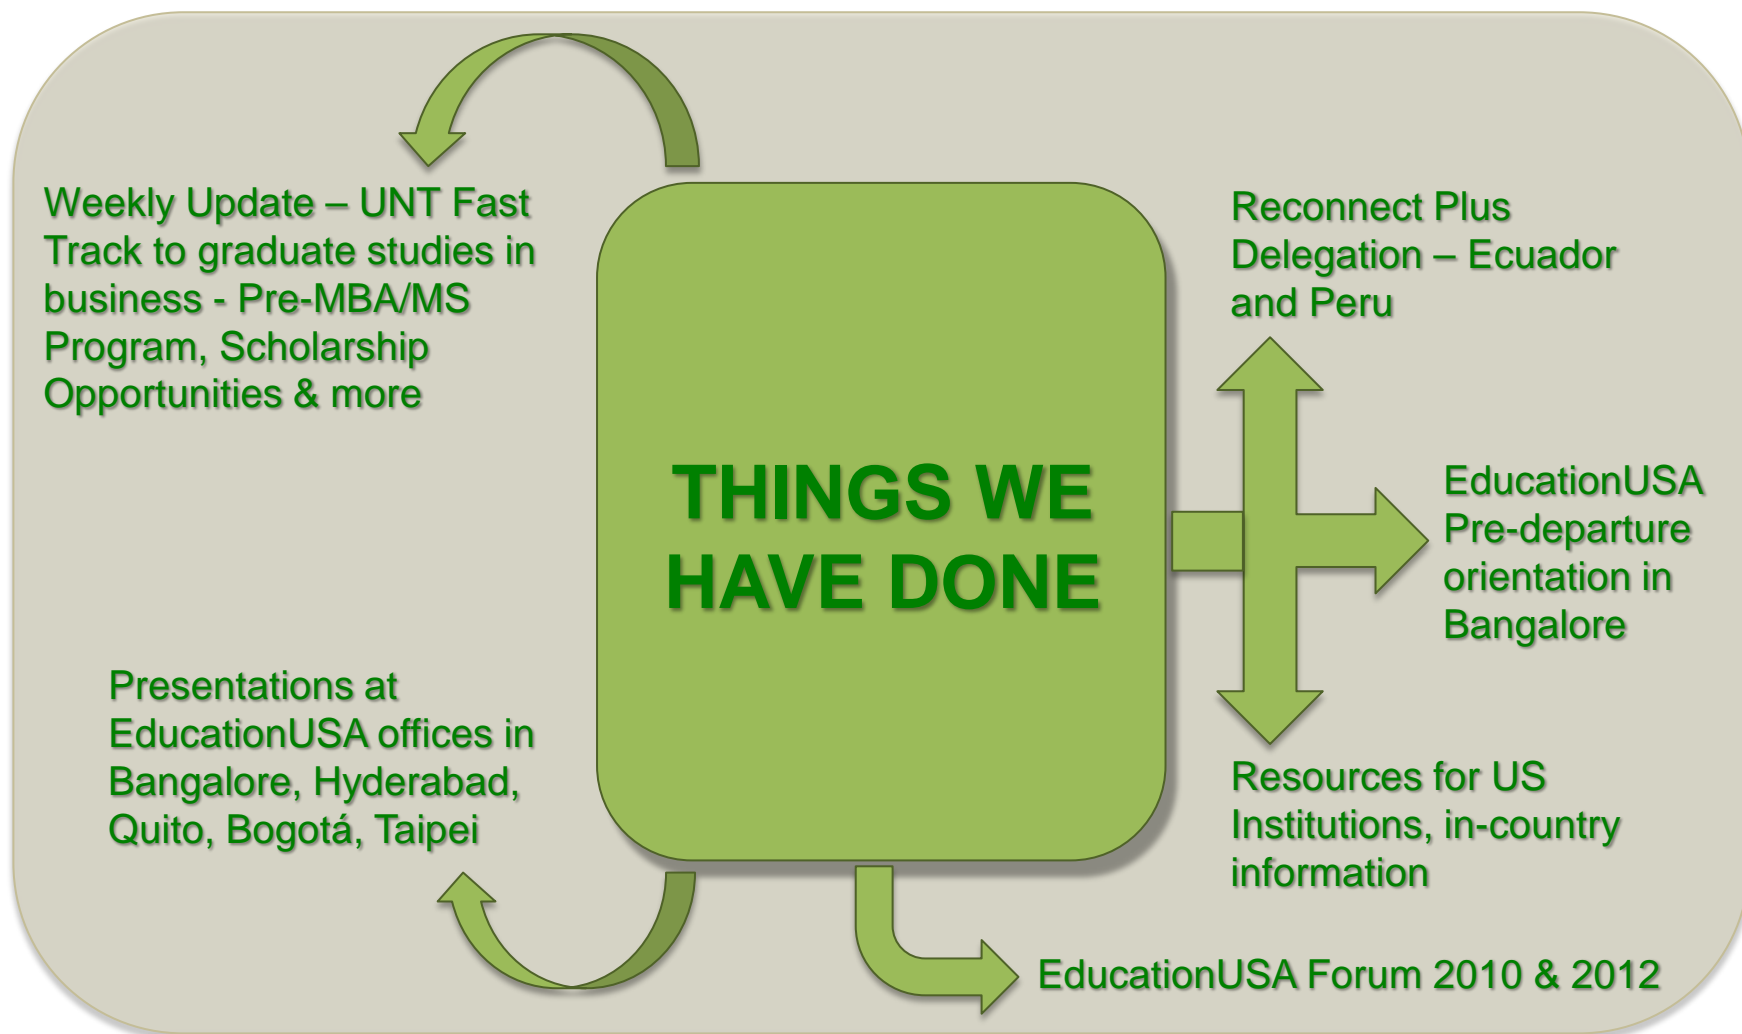 Weekly Update – UNT Fast
Track to graduate studies in
business - Pre-MBA/MS
Program, Scholarship
Opportunities & more
Presentations at
EducationUSA offices in
Bangalore, Hyderabad,
Quito, Bogotá, Taipei
THINGS WE
HAVE DONE
Reconnect Plus
Delegation – Ecuador
and Peru
EducationUSA
Pre-departure
orientation in
Bangalore
Resources for US
Institutions, in-country
information
EducationUSA Forum 2010 & 2012